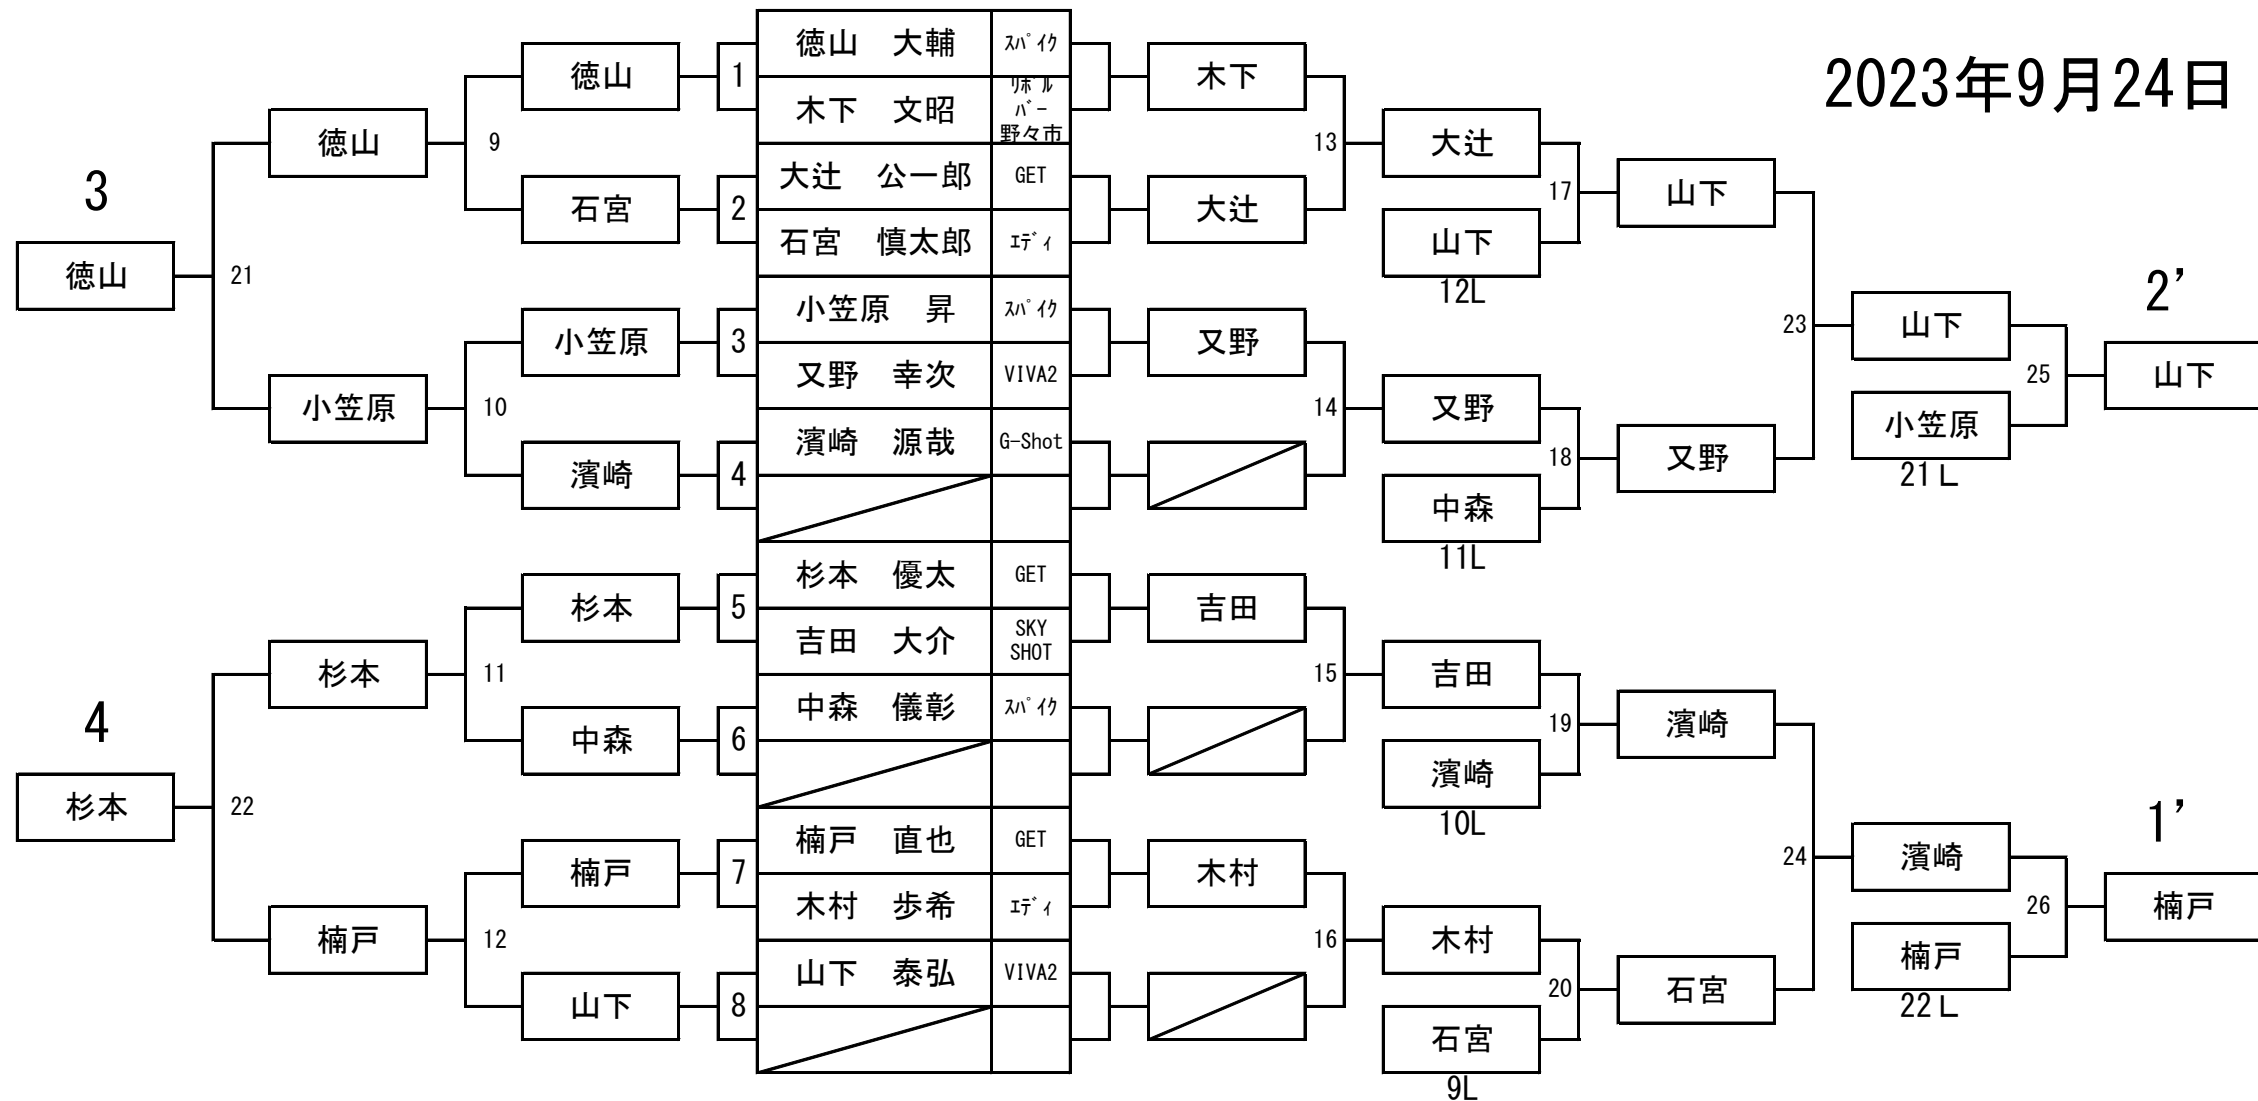 2023年9月24日
徳山　大輔 ｽﾊﾟｲｸ
木下　文昭 ﾘﾎﾞﾙ
ﾊﾞｰ
野々市
大辻　公一郎 GET
石宮　慎太郎 ｴﾃﾞｨ
小笠原　昇 ｽﾊﾟｲｸ
又野　幸次 VIVA2
濱崎　源哉 G-Shot
杉本　優太 GET
吉田　大介 SKY
SHOT
中森　儀彰 ｽﾊﾟｲｸ
楠戸　直也 GET
木村　歩希 ｴﾃﾞｨ
山下　泰弘 VIVA2
1
2
3
4
5
6
7
8
徳山
石宮
小笠原
濱崎
杉本
中森
楠戸
山下
9
10
11
12
徳山
小笠原
杉本
楠戸
21
22
3
徳山
4
杉本
木下
大辻
又野
吉田
木村
13
14
15
16
大辻
山下
12L
又野
中森
11L
吉田
濱崎
10L
木村
石宮
9L
17
18
19
20
山下
又野
濱崎
石宮
23
24
山下
小笠原
21L
濱崎
楠戸
22L
25
26
2’
山下
1’
楠戸